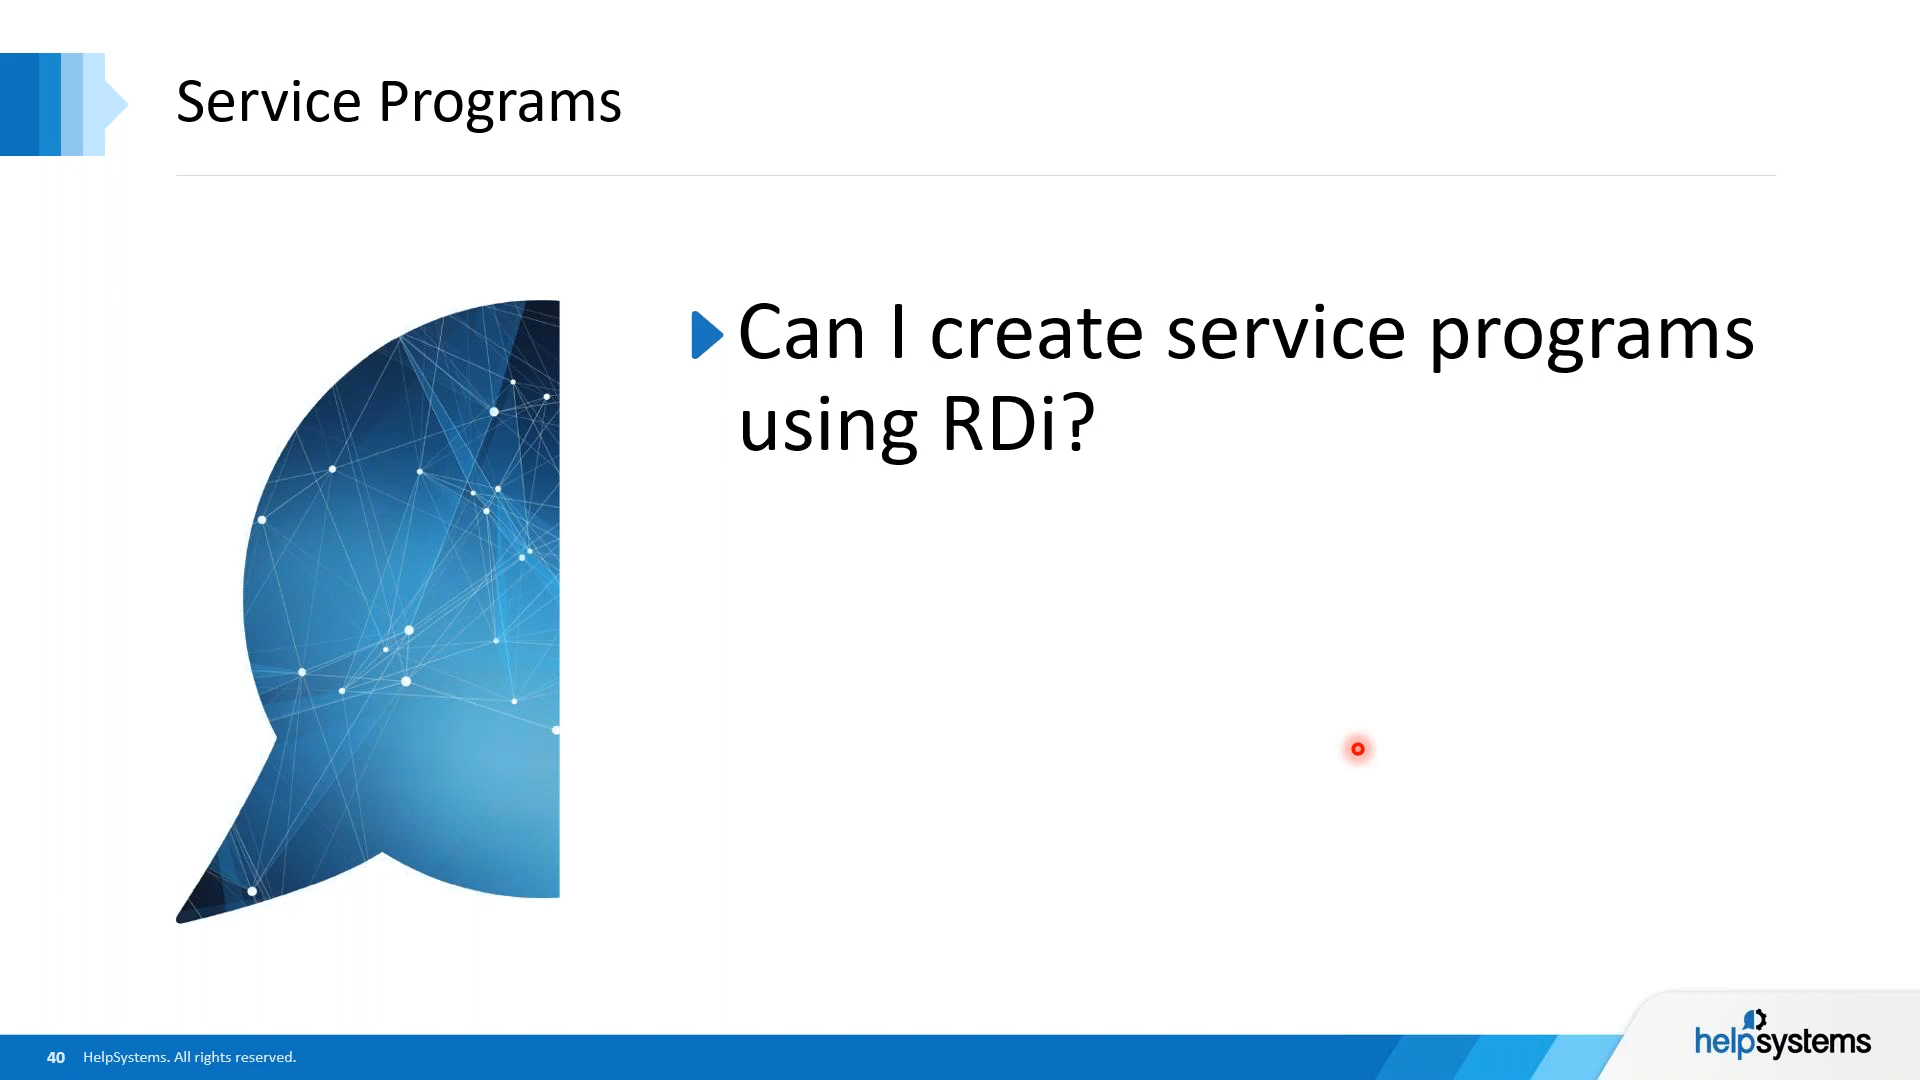 Service Programs
Can I create service programs
using RDi?
40 HelpSystems. All rights reserved.
helpsystems